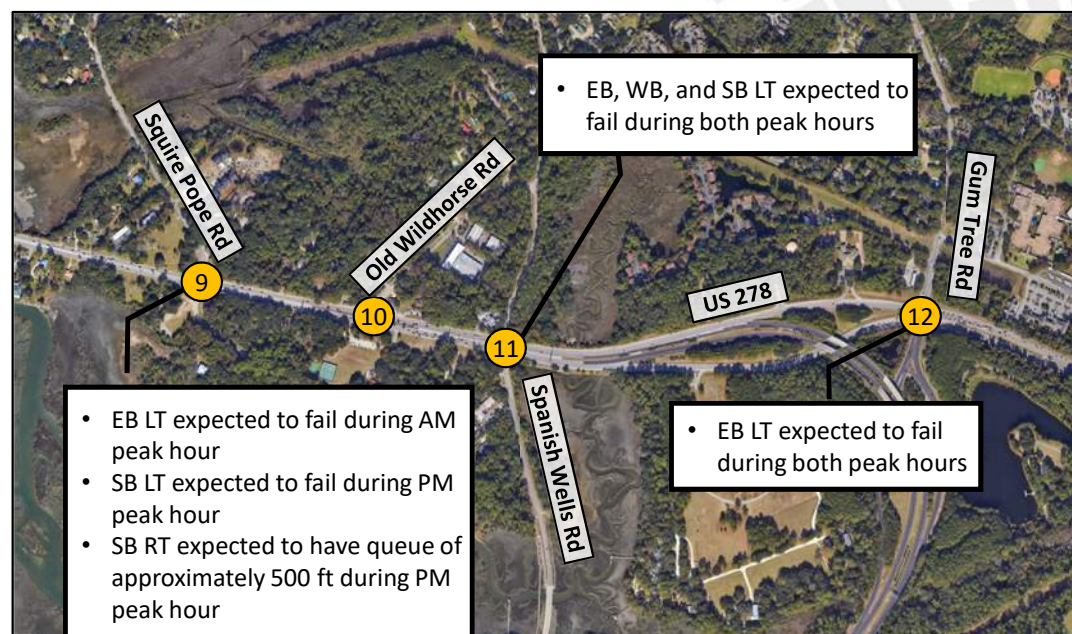 • EB, WB, and SB LT expected to
fail during both peak hours
Squire Pope Rd
Old Wildhorse Rd
Gum Tree Rd
US 278
9
10
11
12
Spanish Wells Rd
• EB LT expected to fail during AM
peak hour
• SB LT expected to fail during PM
peak hour
• SB RT expected to have queue of
approximately 500 ft during PM
peak hour
• EB LT expected to fail
during both peak hours